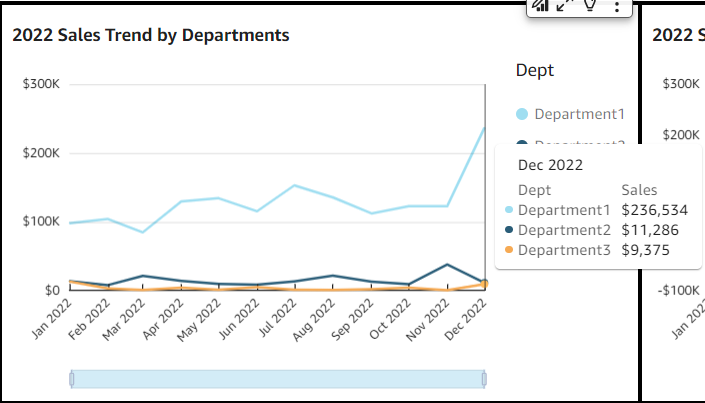 2022 Sales Trend by Departments
2022 S
$300K
$200K
$100K
$0
Jan 2022
Feb 2022
Mar 2022
Apr 2022
May 2022
Jun 2022
Jul 2022
Aug 2022
Sep 2022
Oct 2022
Nov 2022
Dec 2022
Dept
Department1
Dec 2022
Dept Sales
Department1 $236,534
Department2 $11,286
Department3 $9,375
$300K
$200K
-$100K
Jan 202